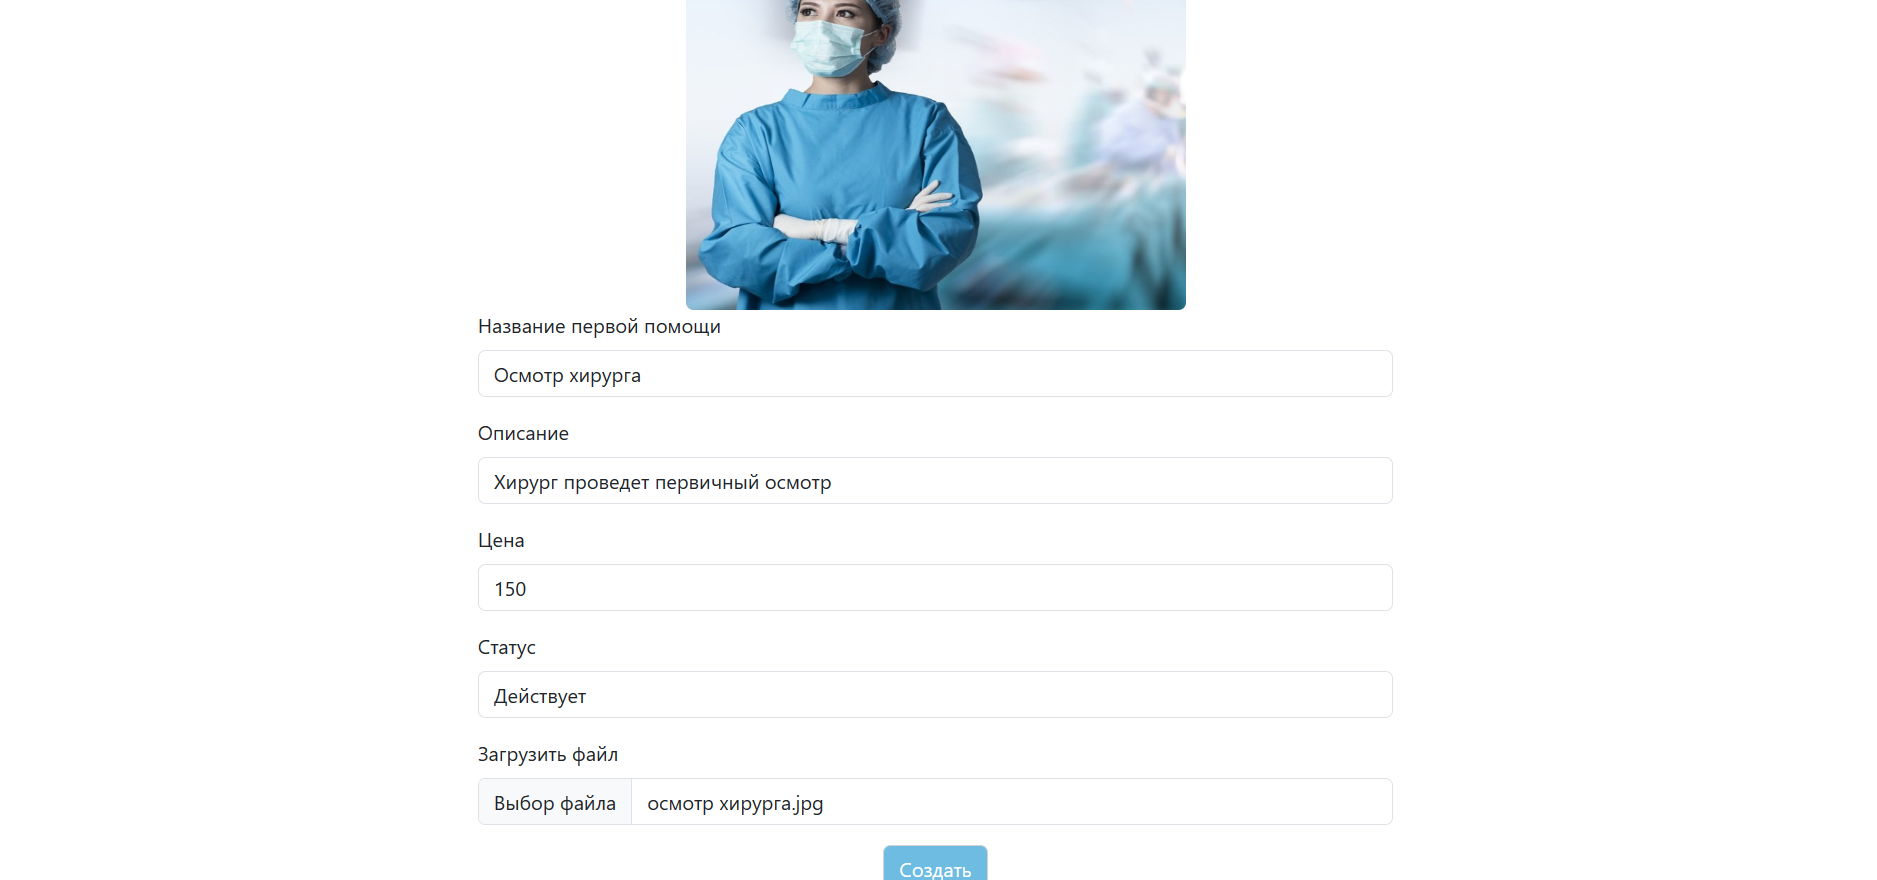 Название первой помощи
Осмотр хирурга
Описание
Хирург проведет первичный осмотр
Цена
150
Статус
Действует
Загрузить файл
Выбор файла осмотр хирурга.jpg
Создать